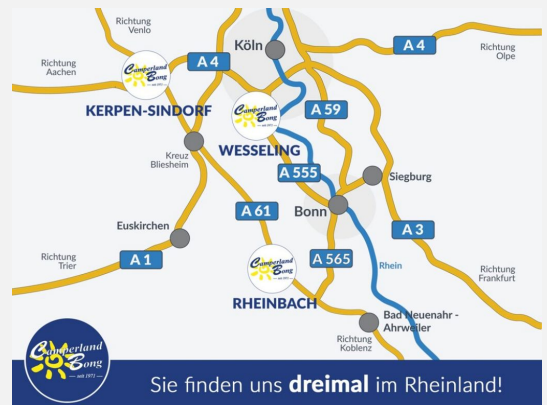 Richtung
Venlo
Köln
A 4
Richtung
Olpe
Richtung
Aachen
Camperland
Bong
seit 1971
A 4
KERPEN-SINDORF
Camperland
Bong
seit 1971
A 59
WESSELING
Kreuz
Bliesheim
A 555
Siegburg
Bonn
A 61
Euskirchen
A 3
A 1
Richtung
Trier
Camperland
Bong
seit 1971
A 565
Rhein
Richtung
Frankfurt
RHEINBACH
Bad Neuenahr -
Ahrweiler
Richtung
Koblenz
Camperland
Bong
seit 1971
Sie finden uns dreimal im Rheinland!